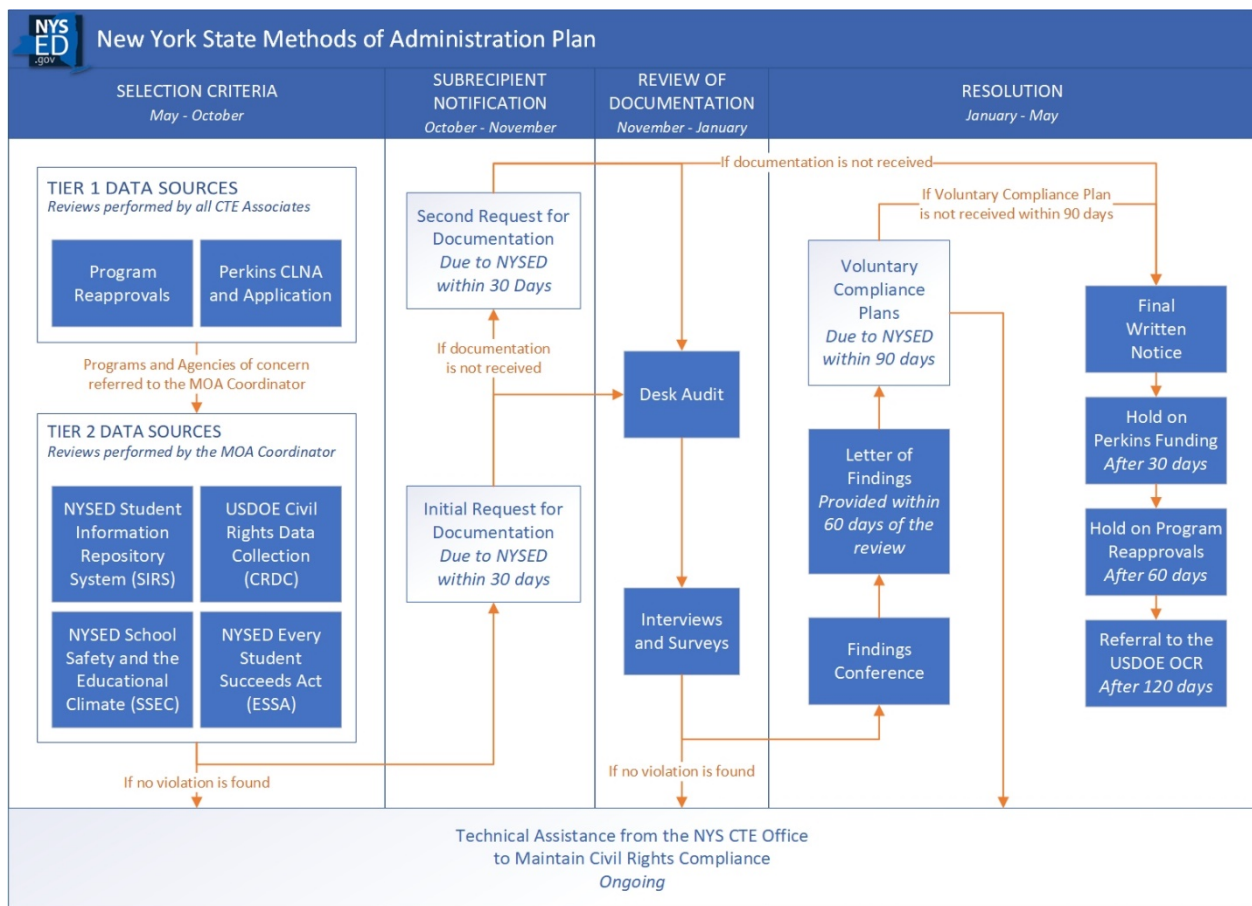 NYS
ED
.gov
New York State Methods of Administration Plan
SELECTION CRITERIA
May - October
SUBRECIPIENT
NOTIFICATION
October - November
REVIEW OF
DOCUMENTATION
November - January
RESOLUTION
January - May
TIER 1 DATA SOURCES
Reviews performed by all CTE Associates
Program
Reapprovals
Perkins CLNA
and Application
Programs and Agencies of concern
referred to the MOA Coordinator
TIER 2 DATA SOURCES
Reviews performed by the MOA Coordinator
NYSED Student
Information
Repository
System (SIRS)
USDOE Civil
Rights Data
Collection
(CRDC)
NYSED School
Safety and the
Educational
Climate (SSEC)
NYSED Every
Student
Succeeds Act
(ESSA)
If no violation is found
Second Request for
Documentation
Due to NYSED
within 30 Days
If documentation
is not received
Initial Request for
Documentation
Due to NYSED
within 30 days
Desk Audit
Interviews
and Surveys
If no violation is found
If documentation is not received
If Voluntary Compliance Plan
is not received within 90 days
Voluntary
Compliance
Plans
Due to NYSED
within 90 days
Letter of
Findings
Provided within
60 days of the
review
Findings
Conference
Final
Written
Notice
Hold on
Perkins Funding
After 30 days
Hold on Program
Reapprovals
After 60 days
Referral to the
USDOE OCR
After 120 days
Technical Assistance from the NYS CTE Office
to Maintain Civil Rights Compliance
Ongoing